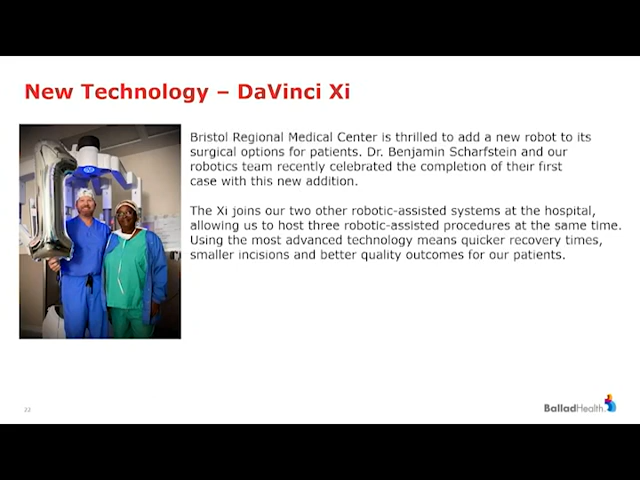 New Technology – DaVinci Xi
Bristol Regional Medical Center is thrilled to add a new robot to its
surgical options for patients. Dr. Benjamin Scharfstein and our
robotics team recently celebrated the completion of their first
case with this new addition.
The Xi joins our two other robotic-assisted systems at the hospital,
allowing us to host three robotic-assisted procedures at the same time.
Using the most advanced technology means quicker recovery times,
smaller incisions and better quality outcomes for our patients.
22
BalladHealth